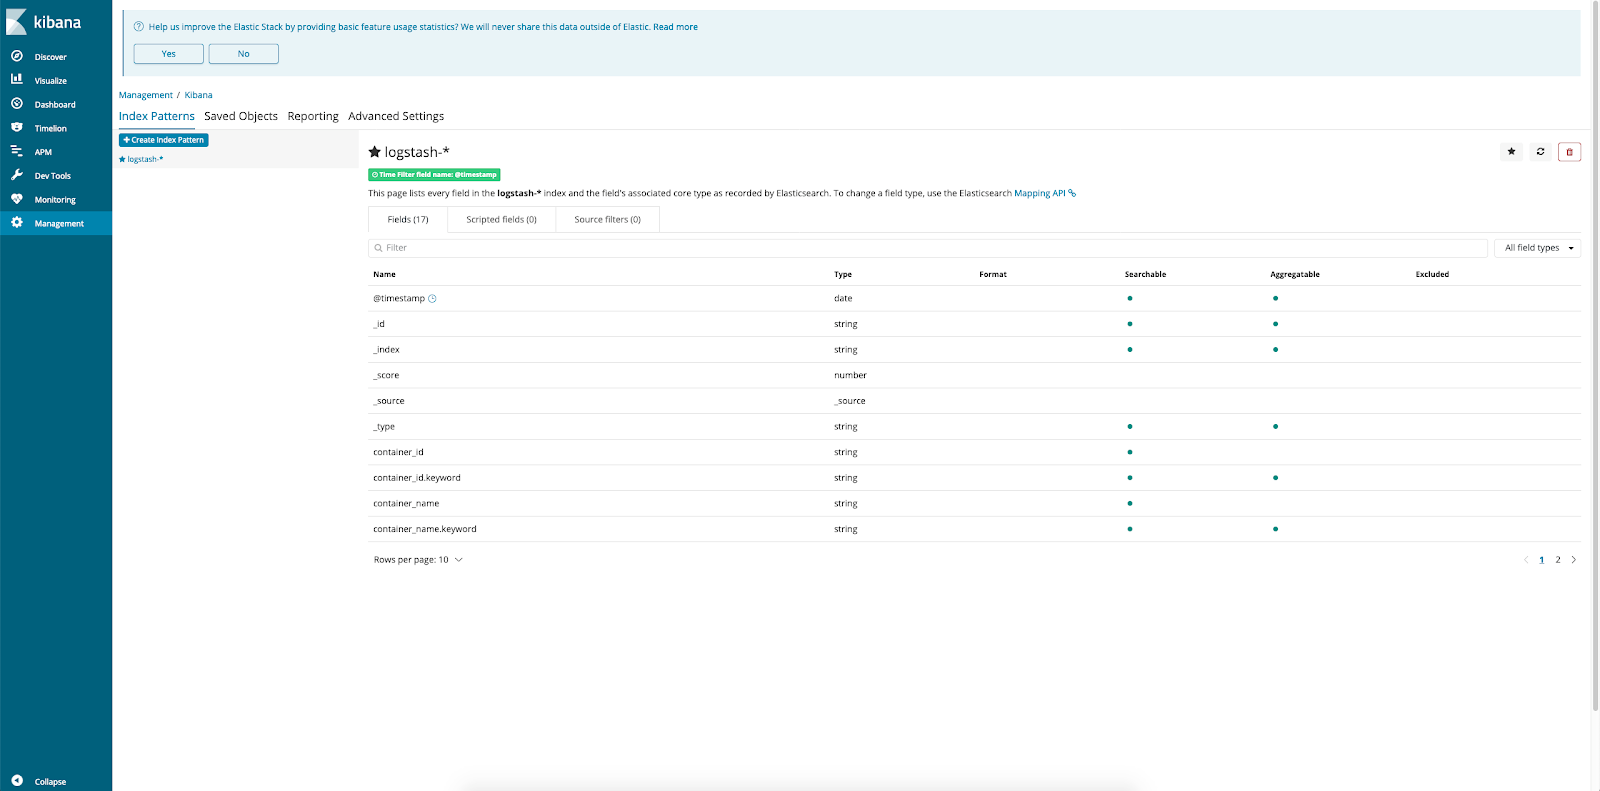 kibana
Discover
Visualize
Dashboard
Timelion
APM
Dev Tools
Monitoring
Management
Collapse
Help us improve the Elastic Stack by providing basic feature usage statistics? We will never share this data outside of Elastic. Read more
Yes No
Management / Kibana
Index Patterns Saved Objects Reporting Advanced Settings
+ Create Index Pattern
★ logstash-*
★ logstash-*
Time Filter field name: @timestamp
This page lists every field in the logstash-* index and the field's associated core type as recorded by Elasticsearch. To change a field type, use the Elasticsearch Mapping API
Fields (17) Scripted fields (0) Source filters (0)
Filter All field types
Name Type Format Searchable Aggregatable Excluded
@timestamp date
_id string
_index string
_score number
_source _source
_type string
container_id string
container_id.keyword string
container_name string
container_name.keyword string
Rows per page: 10 1 2